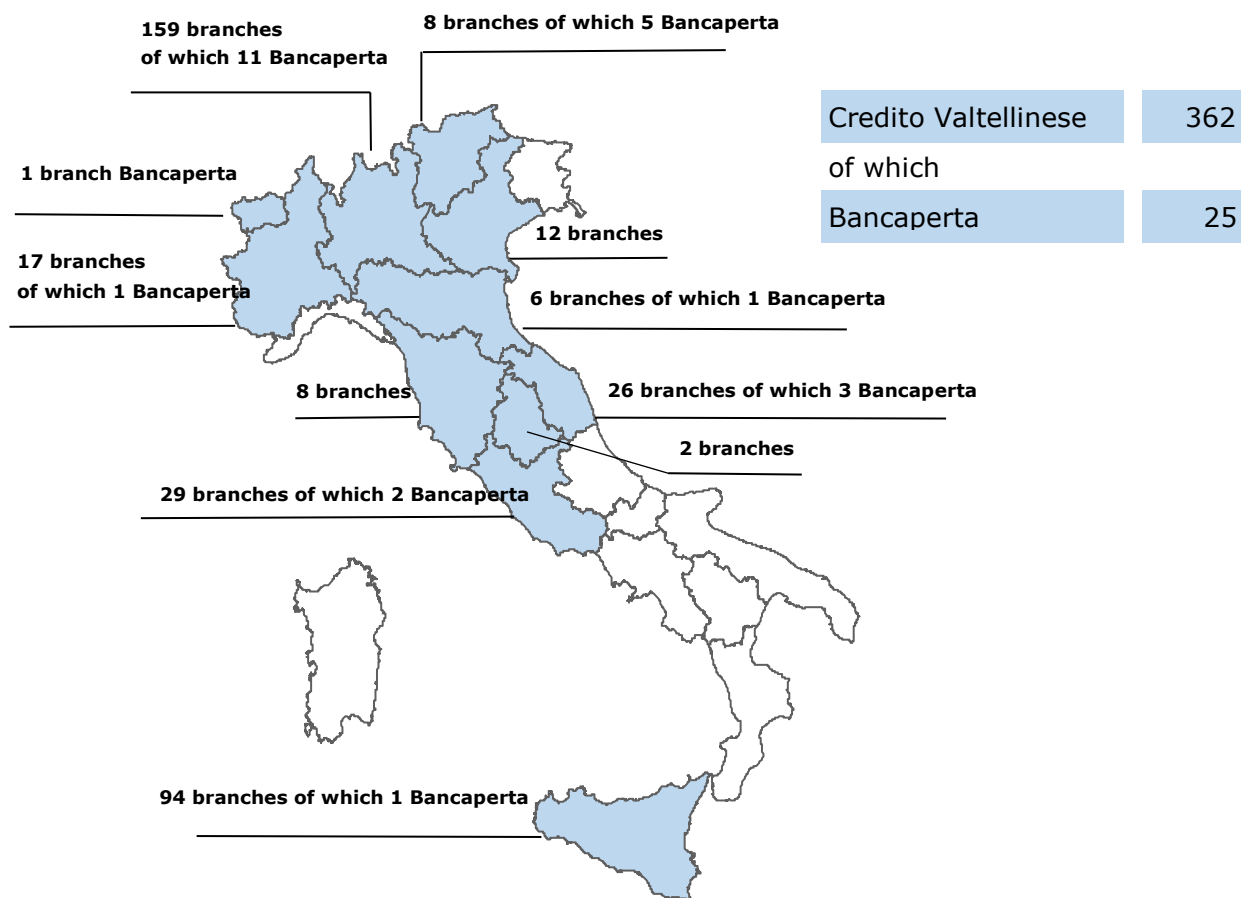 159 branches
of which 11 Bancaperta
8 branches of which 5 Bancaperta
Credito Valtellinese 362
of which
Bancaperta 25
1 branch Bancaperta
12 branches
17 branches
of which 1 Bancaperta
6 branches of which 1 Bancaperta
8 branches
26 branches of which 3 Bancaperta
2 branches
29 branches of which 2 Bancaperta
94 branches of which 1 Bancaperta